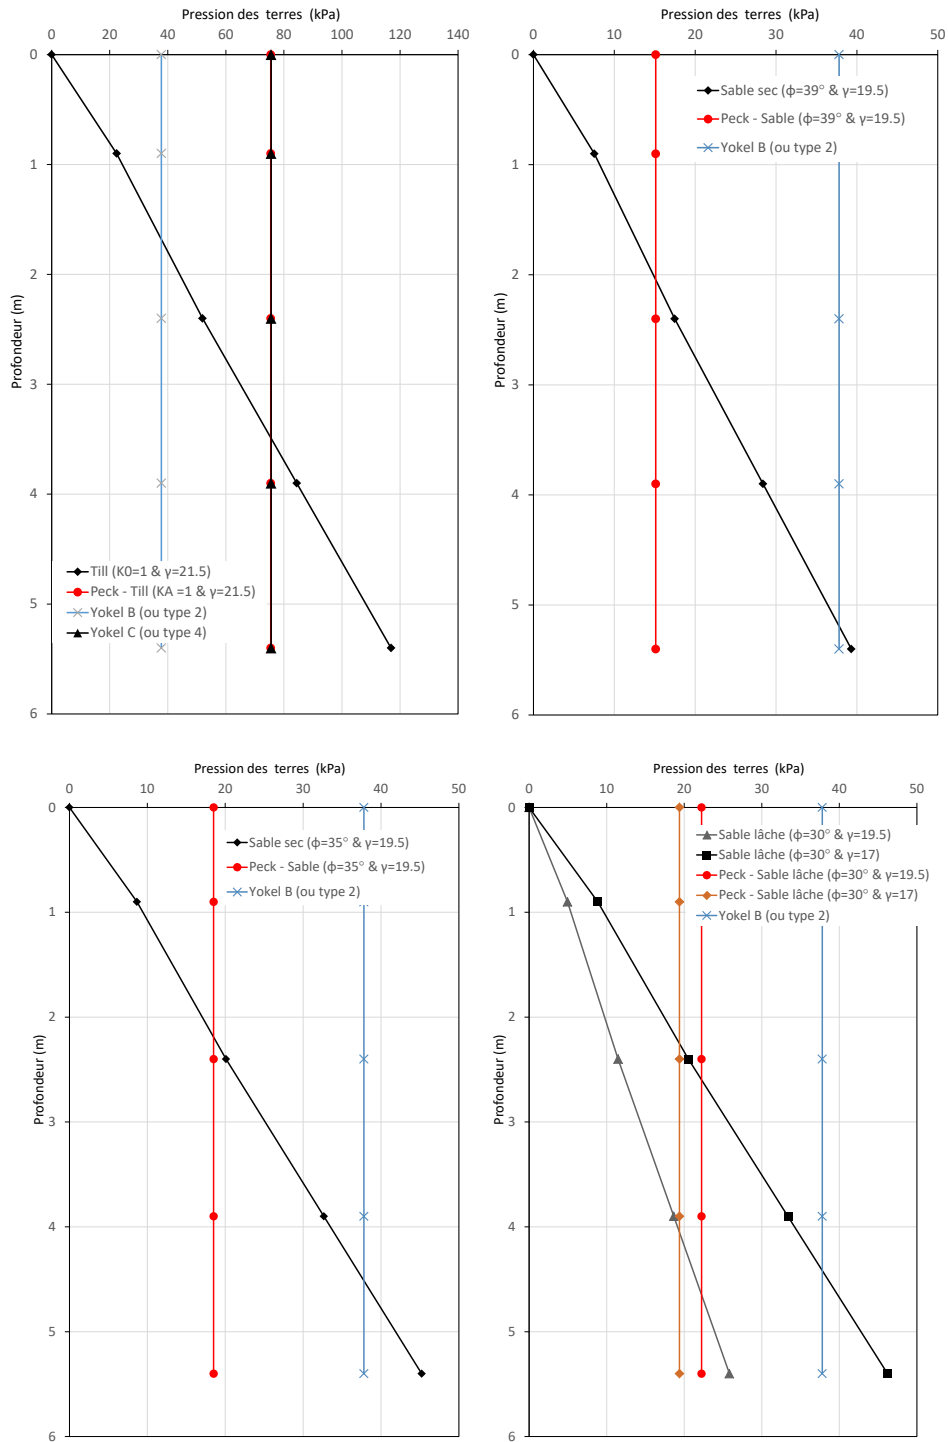 Pression des terres (kPa)
0 20 40 60 80 100 120 140
0
1
2
3
4
5
6
Profondeur (m)
Till (K0=1 & γ=21.5)
Peck - Till (KA =1 & γ=21.5)
Yokel B (ou type 2)
Yokel C (ou type 4)
Pression des terres (kPa)
0 10 20 30 40 50
0
1
2
3
4
5
6
Profondeur (m)
Sable sec (ϕ=39° & γ=19.5)
Peck - Sable (ϕ=39° & γ=19.5)
Yokel B (ou type 2)
Pression des terres (kPa)
0 10 20 30 40 50
0
1
2
3
4
5
6
Profondeur (m)
Sable sec (ϕ=35° & γ=19.5)
Peck - Sable (ϕ=35° & γ=19.5)
Yokel B (ou type 2)
Pression des terres (kPa)
0 10 20 30 40 50
0
1
2
3
4
5
6
Profondeur (m)
Sable lâche (ϕ=30° & γ=19.5)
Sable lâche (ϕ=30° & γ=17)
Peck - Sable lâche (ϕ=30° & γ=19.5)
Peck - Sable lâche (ϕ=30° & γ=17)
Yokel B (ou type 2)